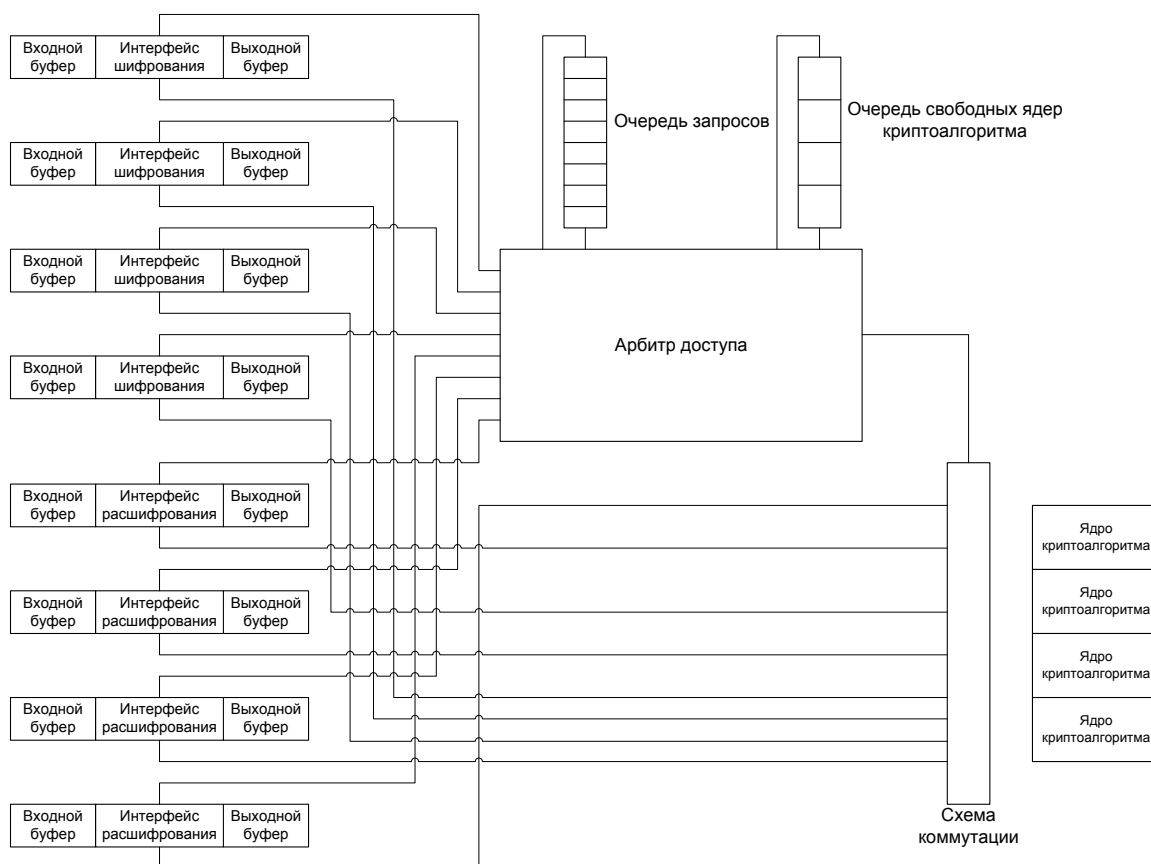 Входной буфер
Интерфейс шифрования
Выходной буфер
Входной буфер
Интерфейс шифрования
Выходной буфер
Входной буфер
Интерфейс шифрования
Выходной буфер
Входной буфер
Интерфейс шифрования
Выходной буфер
Входной буфер
Интерфейс расшифрования
Выходной буфер
Входной буфер
Интерфейс расшифрования
Выходной буфер
Входной буфер
Интерфейс расшифрования
Выходной буфер
Входной буфер
Интерфейс расшифрования
Выходной буфер
Очередь запросов
Очередь свободных ядер
криптоалгоритма
Арбитр доступа
Ядро
криптоалгоритма
Ядро
криптоалгоритма
Ядро
криптоалгоритма
Ядро
криптоалгоритма
Схема
коммутации